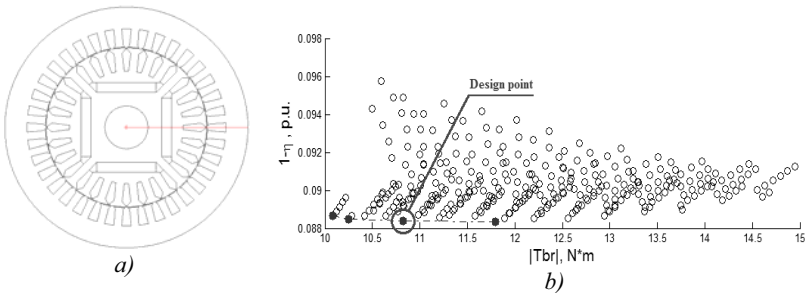 0.098
0.096
0.094
0.092
0.09
0.088
1-η , p.u.
Design point
10 10.5 11 11.5 12 12.5 13 13.5 14 14.5 15
|Tbr|, N*m
a)
b)